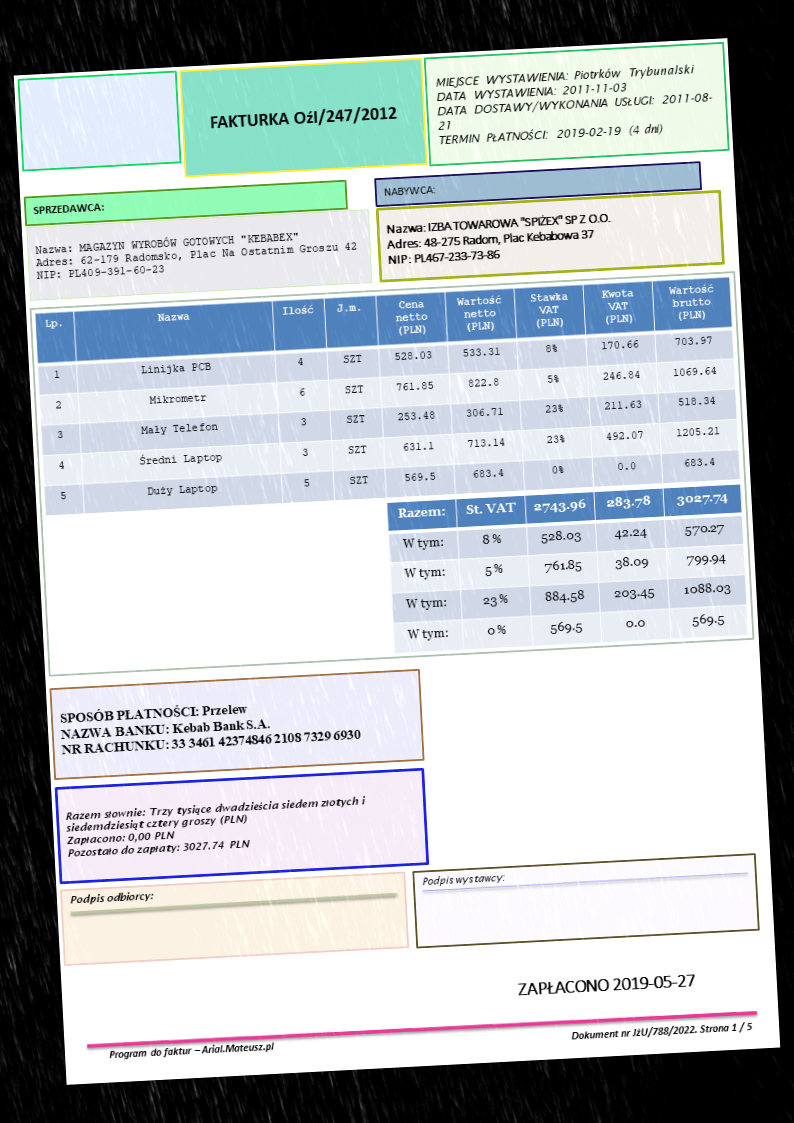 FAKTURKA Oźl/247/2012
MIEJSCE WYSTAWIENIA: Piotrków Trybunalski
DATA WYSTAWIENIA: 2011-11-03
DATA DOSTAWY/WYKONANIA USŁUGI: 2011-08-
21
TERMIN PŁATNOŚCI: 2019-02-19 (4 dni)
SPRZEDAWCA:
Nazwa: MAGAZYN WYROBÓW GOTOWYCH "KEBABEX"
Adres: 62-179 Radomsko, Plac Na Ostatnim Groszu 42
NIP: PL409-391-60-23
NABYWCA:
Nazwa: IZBA TOWAROWA "SPIŻEX" SP Z O.O.
Adres: 48-275 Radom, Plac Kebabowa 37
NIP: PL467-233-73-86
Lp. Nazwa Ilość J.m. Cena netto (PLN) Wartość netto (PLN) Stawka VAT (PLN) Kwota VAT (PLN) Wartość brutto (PLN)
1 Linijka PCB 4 SZT 528.03 533.31 8% 170.66 703.97
2 Mikrometr 6 SZT 761.85 822.8 5% 246.84 1069.64
3 Mały Telefon 3 SZT 253.48 306.71 23% 211.63 518.34
4 Średni Laptop 3 SZT 631.1 713.14 23% 492.07 1205.21
5 Duży Laptop 5 SZT 569.5 683.4 0% 0.0 683.4
Razem: St. VAT 2743.96 283.78 3027.74
W tym: 8 % 528.03 42.24 570.27
W tym: 5 % 761.85 38.09 799.94
W tym: 23 % 884.58 203.45 1088.03
W tym: 0 % 569.5 0.0 569.5
SPOSÓB PŁATNOŚCI: Przelew
NAZWA BANKU: Kebab Bank S.A.
NR RACHUNKU: 33 3461 42374846 2108 7329 6930
Razem słownie: Trzy tysiące dwadzieścia siedem złotych i
siedemdziesiąt cztery groszy (PLN)
Zapłacono: 0,00 PLN
Pozostało do zapłaty: 3027.74 PLN
Podpis odbiorcy:
Podpis wystawcy:
ZAPŁACONO 2019-05-27
Program do faktur – Arial.Mateusz.pl
Dokument nr JżU/788/2022. Strona 1 / 5